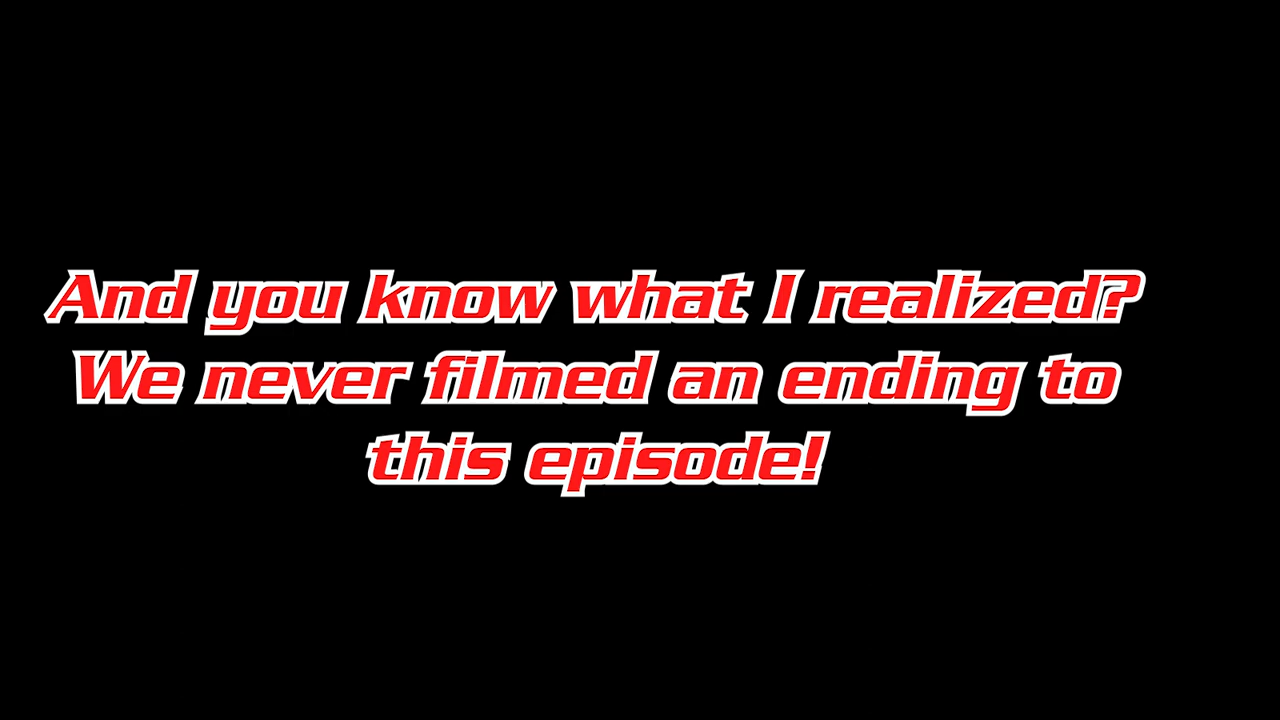 And you know what I realized?
We never filmed an ending to
this episode!